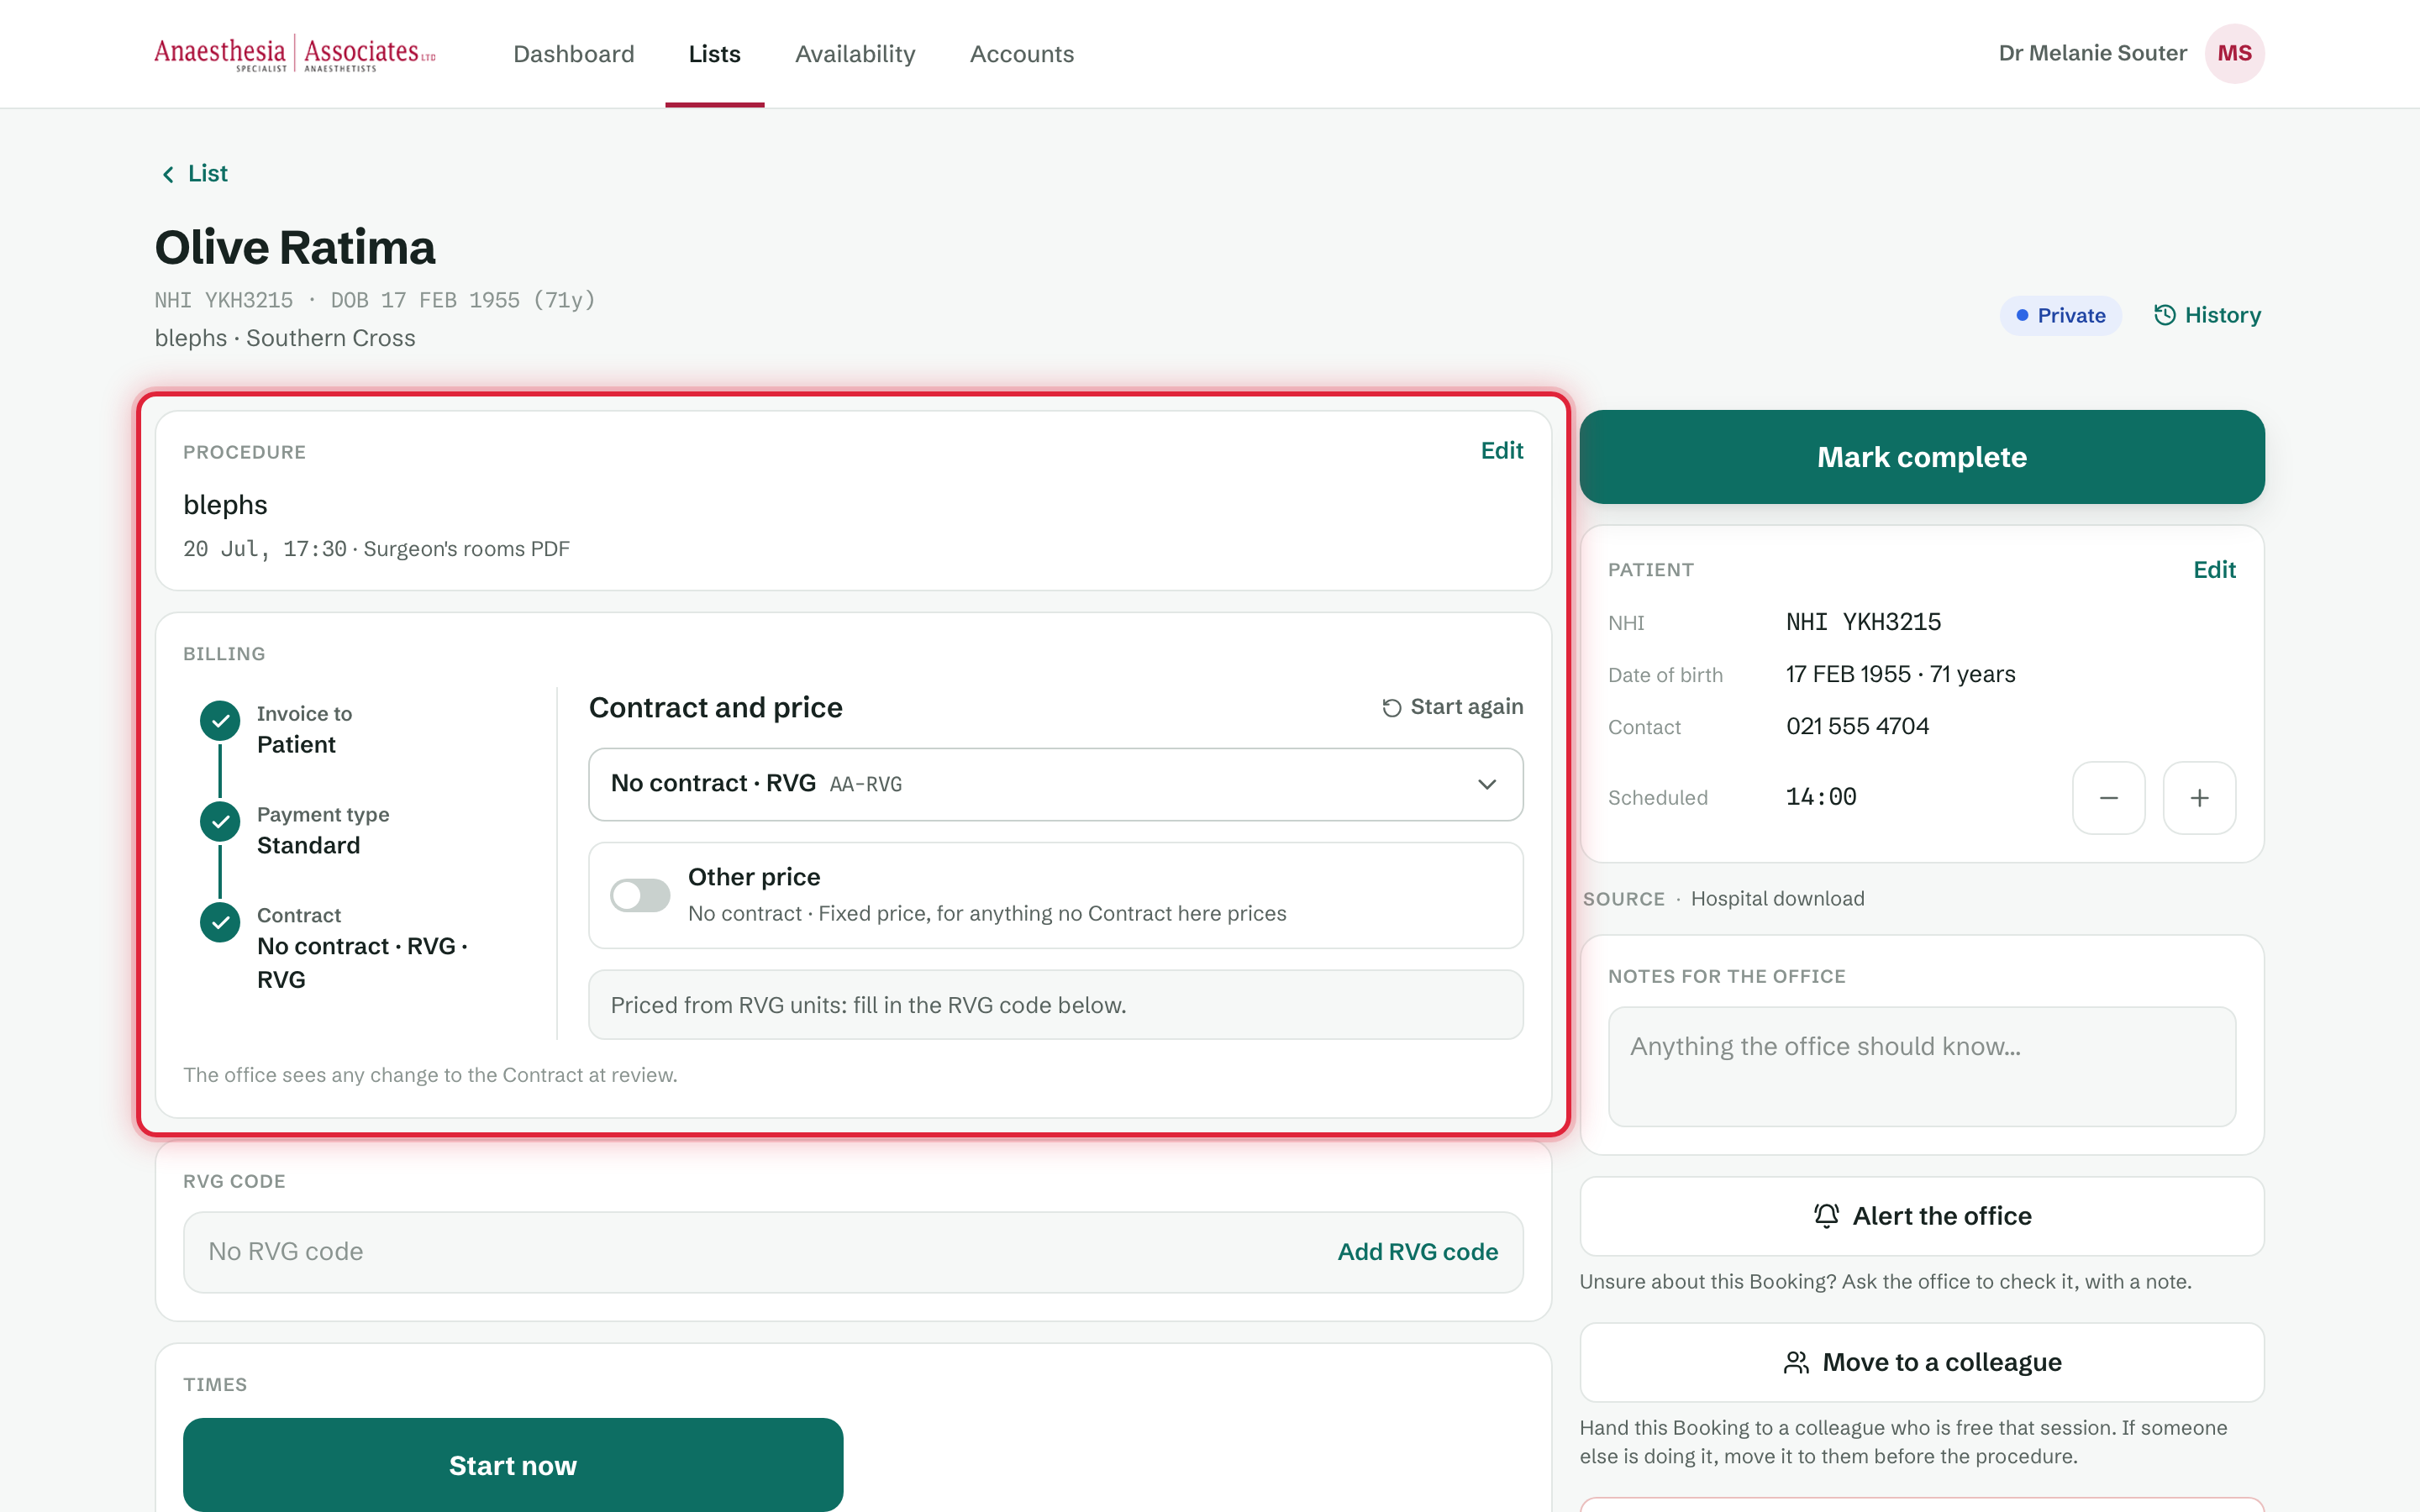 Anaesthesia | Associates LTD
SPECIALIST ANAESTHETISTS
Dashboard
Lists
Availability
Accounts
Dr Melanie Souter
MS
List
Olive Ratima
NHI YKH3215 · DOB 17 FEB 1955 (71y)
blephs · Southern Cross
Private
History
PROCEDURE
Edit
blephs
20 Jul, 17:30 · Surgeon's rooms PDF
BILLING
Invoice to
Patient
Payment type
Standard
Contract
No contract · RVG ·
RVG
Contract and price
Start again
No contract · RVG AA-RVG
Other price
No contract · Fixed price, for anything no Contract here prices
Priced from RVG units: fill in the RVG code below.
The office sees any change to the Contract at review.
RVG CODE
No RVG code
Add RVG code
TIMES
Start now
Mark complete
PATIENT
Edit
NHI
NHI YKH3215
Date of birth
17 FEB 1955 · 71 years
Contact
021 555 4704
Scheduled
14:00
SOURCE · Hospital download
NOTES FOR THE OFFICE
Anything the office should know...
Alert the office
Unsure about this Booking? Ask the office to check it, with a note.
Move to a colleague
Hand this Booking to a colleague who is free that session. If someone
else is doing it, move it to them before the procedure.